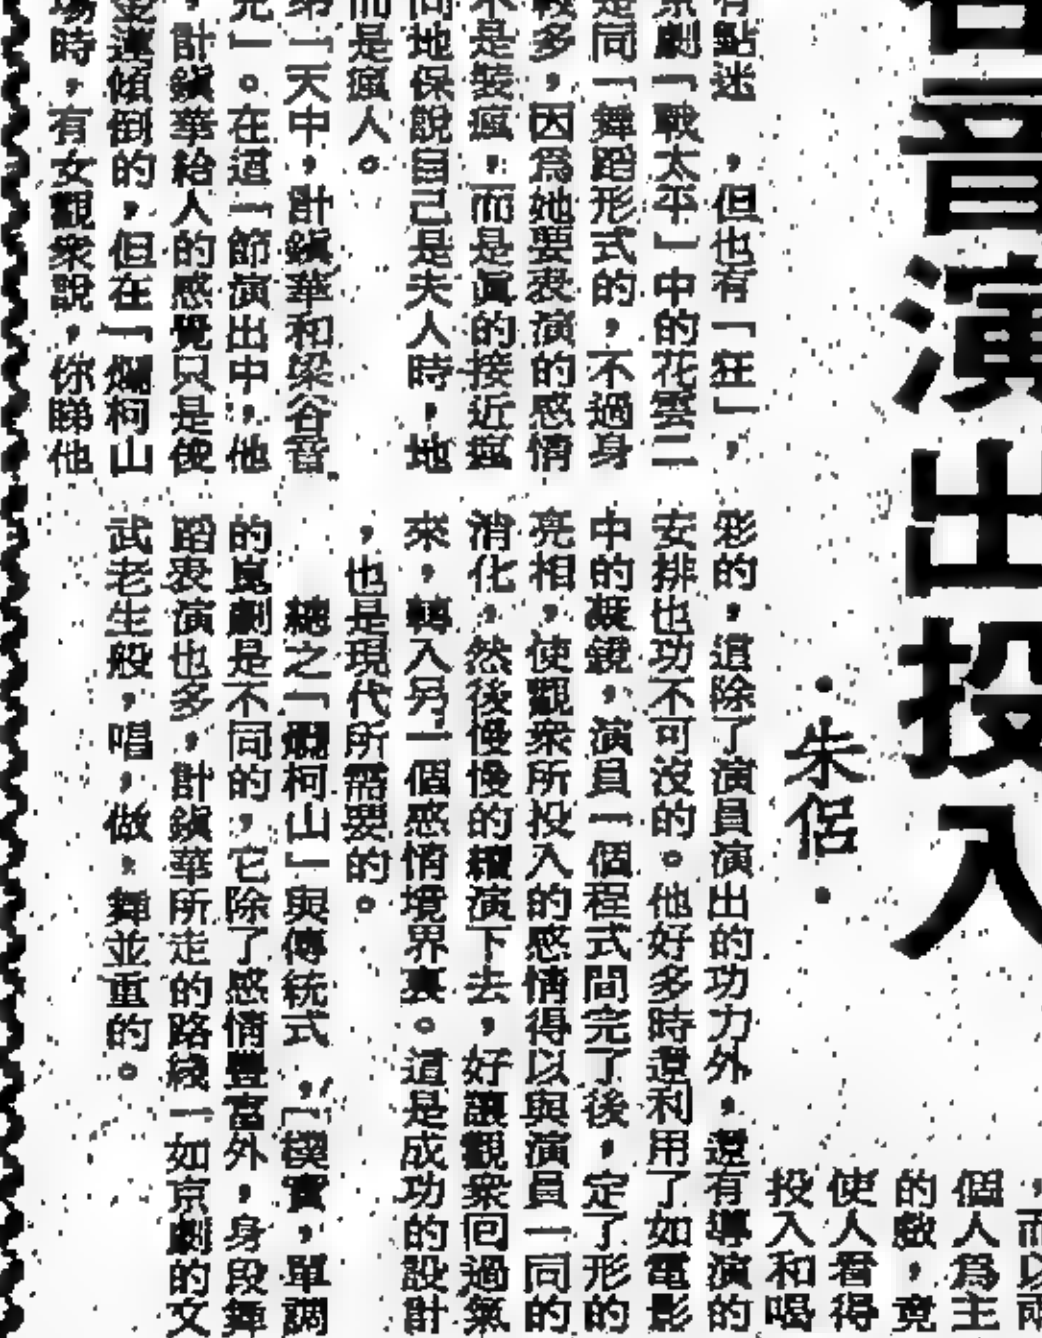 音演出投入
・朱侶・
，而以兩
個人爲主
的戲，竟
使人看得
投入和喝
有點迷，但也有「狂」，
京劇「戰太平」中的花雲二
是同一舞蹈形式的，不過身
段多，因爲她要表演的感情
不是裝瘋，而是眞的接近瘋
同地保說自己是夫人時，地
而是瘋人。
第一天中，計鎮華和梁谷音
」。在這一節演出中，他
，計鎮華給人的感覺只是使
傾倒的，但在「爛柯山
場時，有女觀衆說，你睇他
彩的，這除了演員演出的功力外，還有導演的
安排也功不可沒的。他好多時還利用了如電影
中的鏡，演員一個程式間完了後，定了形的
亮相，使觀衆所投入的感情得以與演員一同的
消化，然後慢慢的演下去，好讓觀衆回過氣
來，轉入另一個感情境界裏。這是成功的設計
，也是現代所需要的。
總之「爛柯山」與傳統式，「樸實，單調
的崑劇是不同的，它除了感情豐富外，身段舞
蹈表演也多，計鎮華所走的路綫一如京劇的文
武老生般，唱，做，舞並重的。